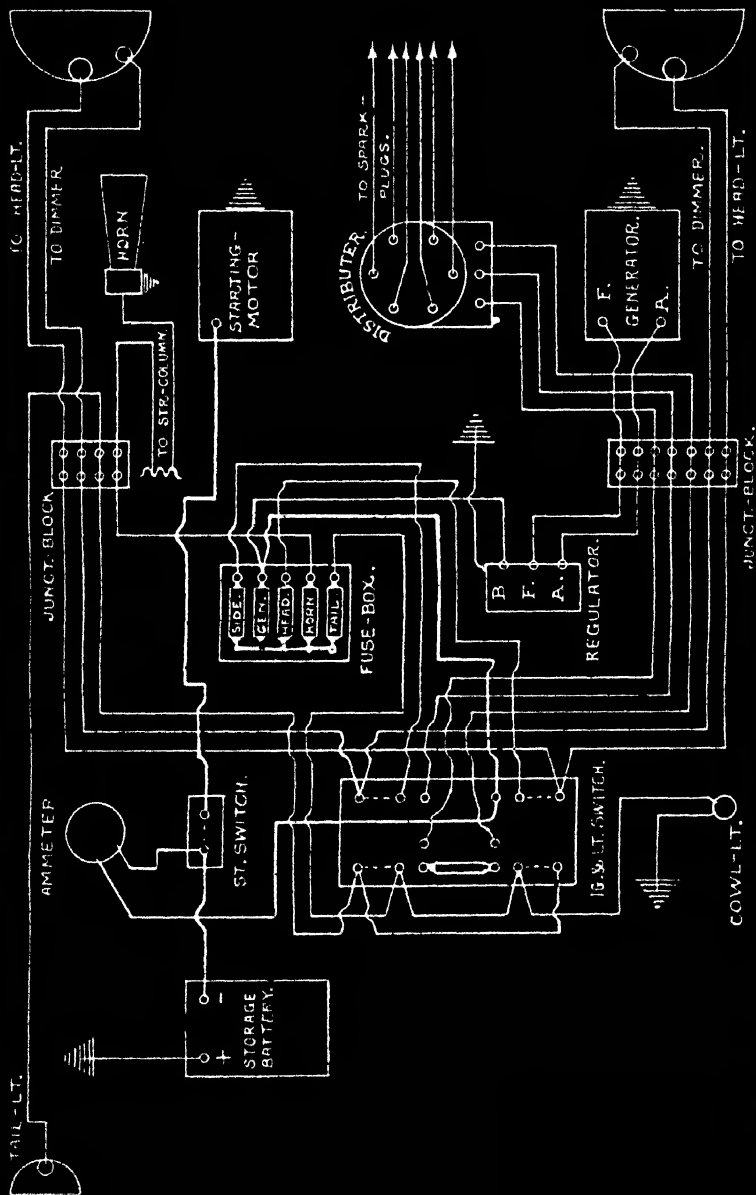 TO HEAD-LT.
TO DIMMER
HORN
STARTING-
MOTOR
TO SPARK-
PLUGS.
DISTRIBUTER.
F.
GENERATOR.
A.
TO DIMMER.
TO HEAD-LT.
TO STR-COLUMN.
JUNCT.-BLOCK
SIDE.
GEN.
HEAD.
HORN
TAIL.
FUSE-BOX.
B
F.
A.
REGULATOR.
JUNCT.-BLOCK.
AMMETER
ST. SWITCH.
IG. & LT. SWITCH.
COWL-LT.
-
+
STORAGE
BATTERY.
TAIL-LT.